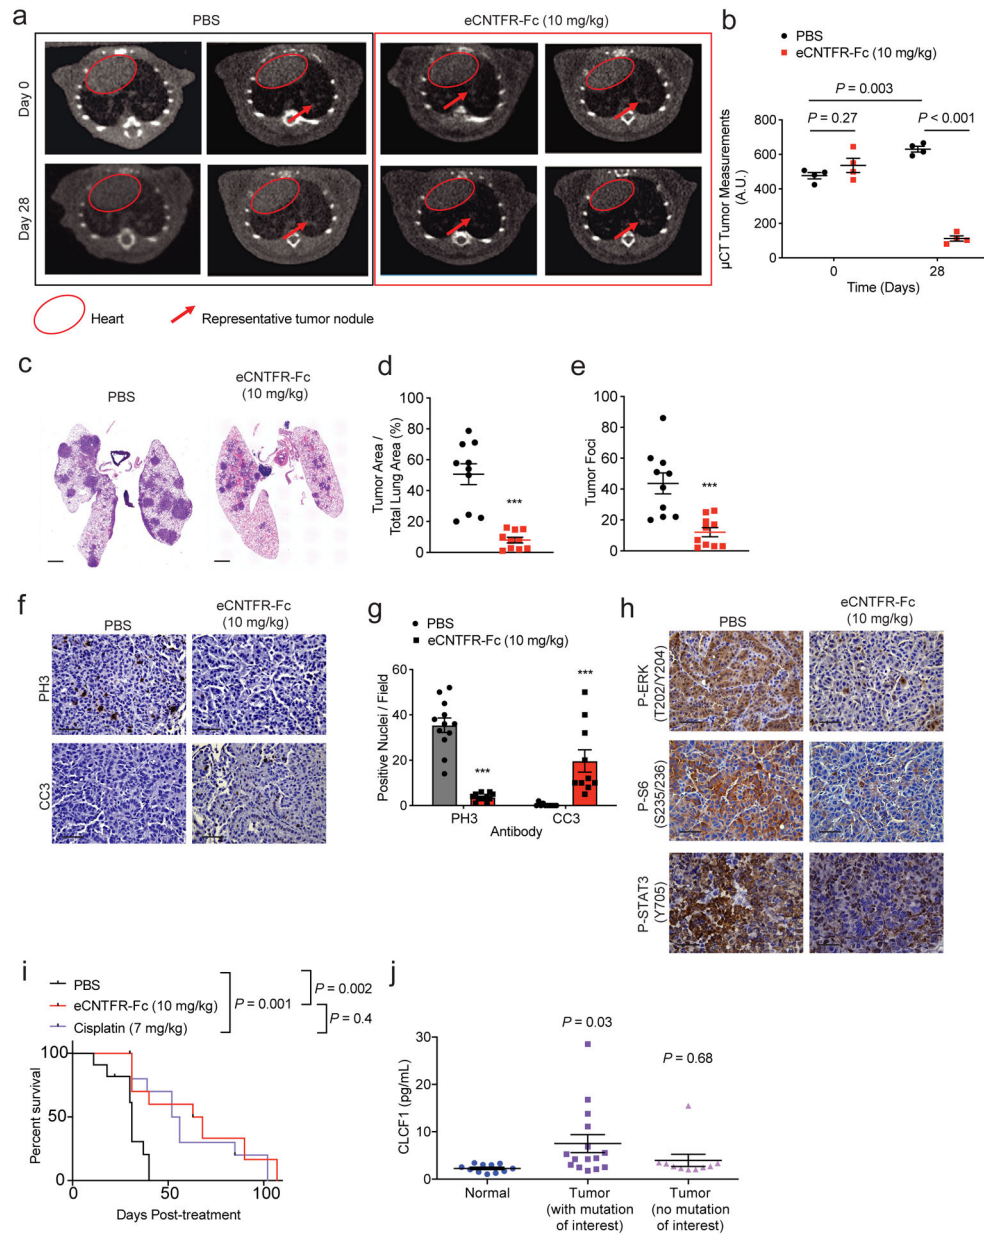 a
PBS
eCNTFR-Fc (10 mg/kg)
Day 0
Day 28
Heart
Representative tumor nodule
b
PBS
eCNTFR-Fc (10 mg/kg)
P = 0.003
P = 0.27
P < 0.001
µCT Tumor Measurements
(A.U.)
800
600
400
200
0
0
28
Time (Days)
c
PBS
eCNTFR-Fc
(10 mg/kg)
d
Tumor Area /
Total Lung Area (%)
100
80
60
40
20
0
***
e
Tumor Foci
100
80
60
40
20
0
***
f
PBS
eCNTFR-Fc
(10 mg/kg)
PH3
CC3
g
PBS
eCNTFR-Fc (10 mg/kg)
Positive Nuclei / Field
60
40
20
0
***
***
PH3
CC3
Antibody
h
PBS
eCNTFR-Fc
(10 mg/kg)
P-ERK
(T202/Y204)
P-S6
(S235/236)
P-STAT3
(Y705)
i
PBS
eCNTFR-Fc (10 mg/kg)
Cisplatin (7 mg/kg)
P = 0.001
P = 0.002
P = 0.4
Percent survival
100
50
0
0
50
100
Days Post-treatment
j
CLCF1 (pg/mL)
30
20
10
0
P = 0.03
P = 0.68
Normal
Tumor
(with mutation
of interest)
Tumor
(no mutation
of interest)